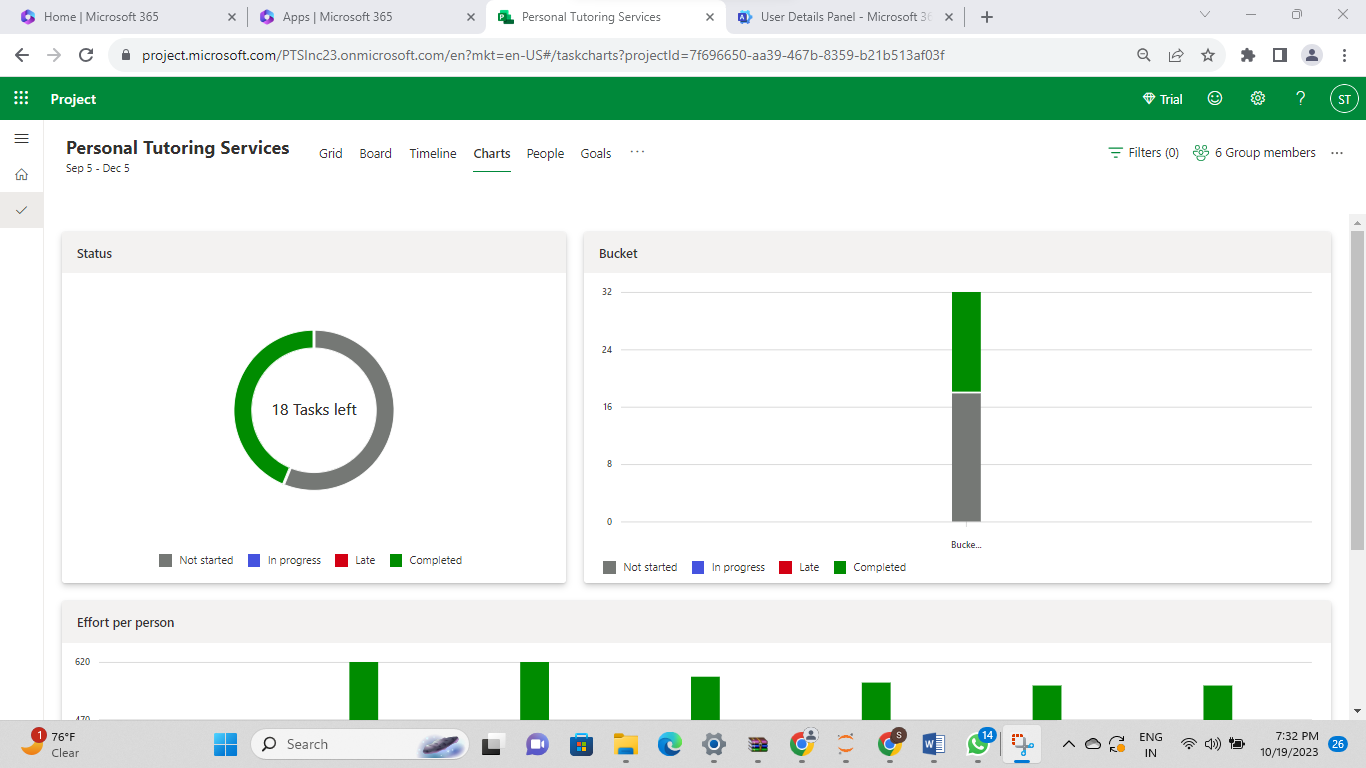 Home | Microsoft 365
Apps | Microsoft 365
Personal Tutoring Services
User Details Panel - Microsoft 36
project.microsoft.com/PTSInc23.onmicrosoft.com/en?mkt=en-US#/taskcharts?projectId=7f696650-aa39-467b-8359-b21b513af03f
Project
Trial
?
ST
Personal Tutoring Services
Sep 5 - Dec 5
Grid
Board
Timeline
Charts
People
Goals
...
Filters (0)
6 Group members
...
Status
18 Tasks left
Not started
In progress
Late
Completed
Bucket
32
24
16
8
0
Bucke...
Not started
In progress
Late
Completed
Effort per person
620
470
1
76°F
Clear
Search
S
14
ENG
IN
7:32 PM
10/19/2023
26